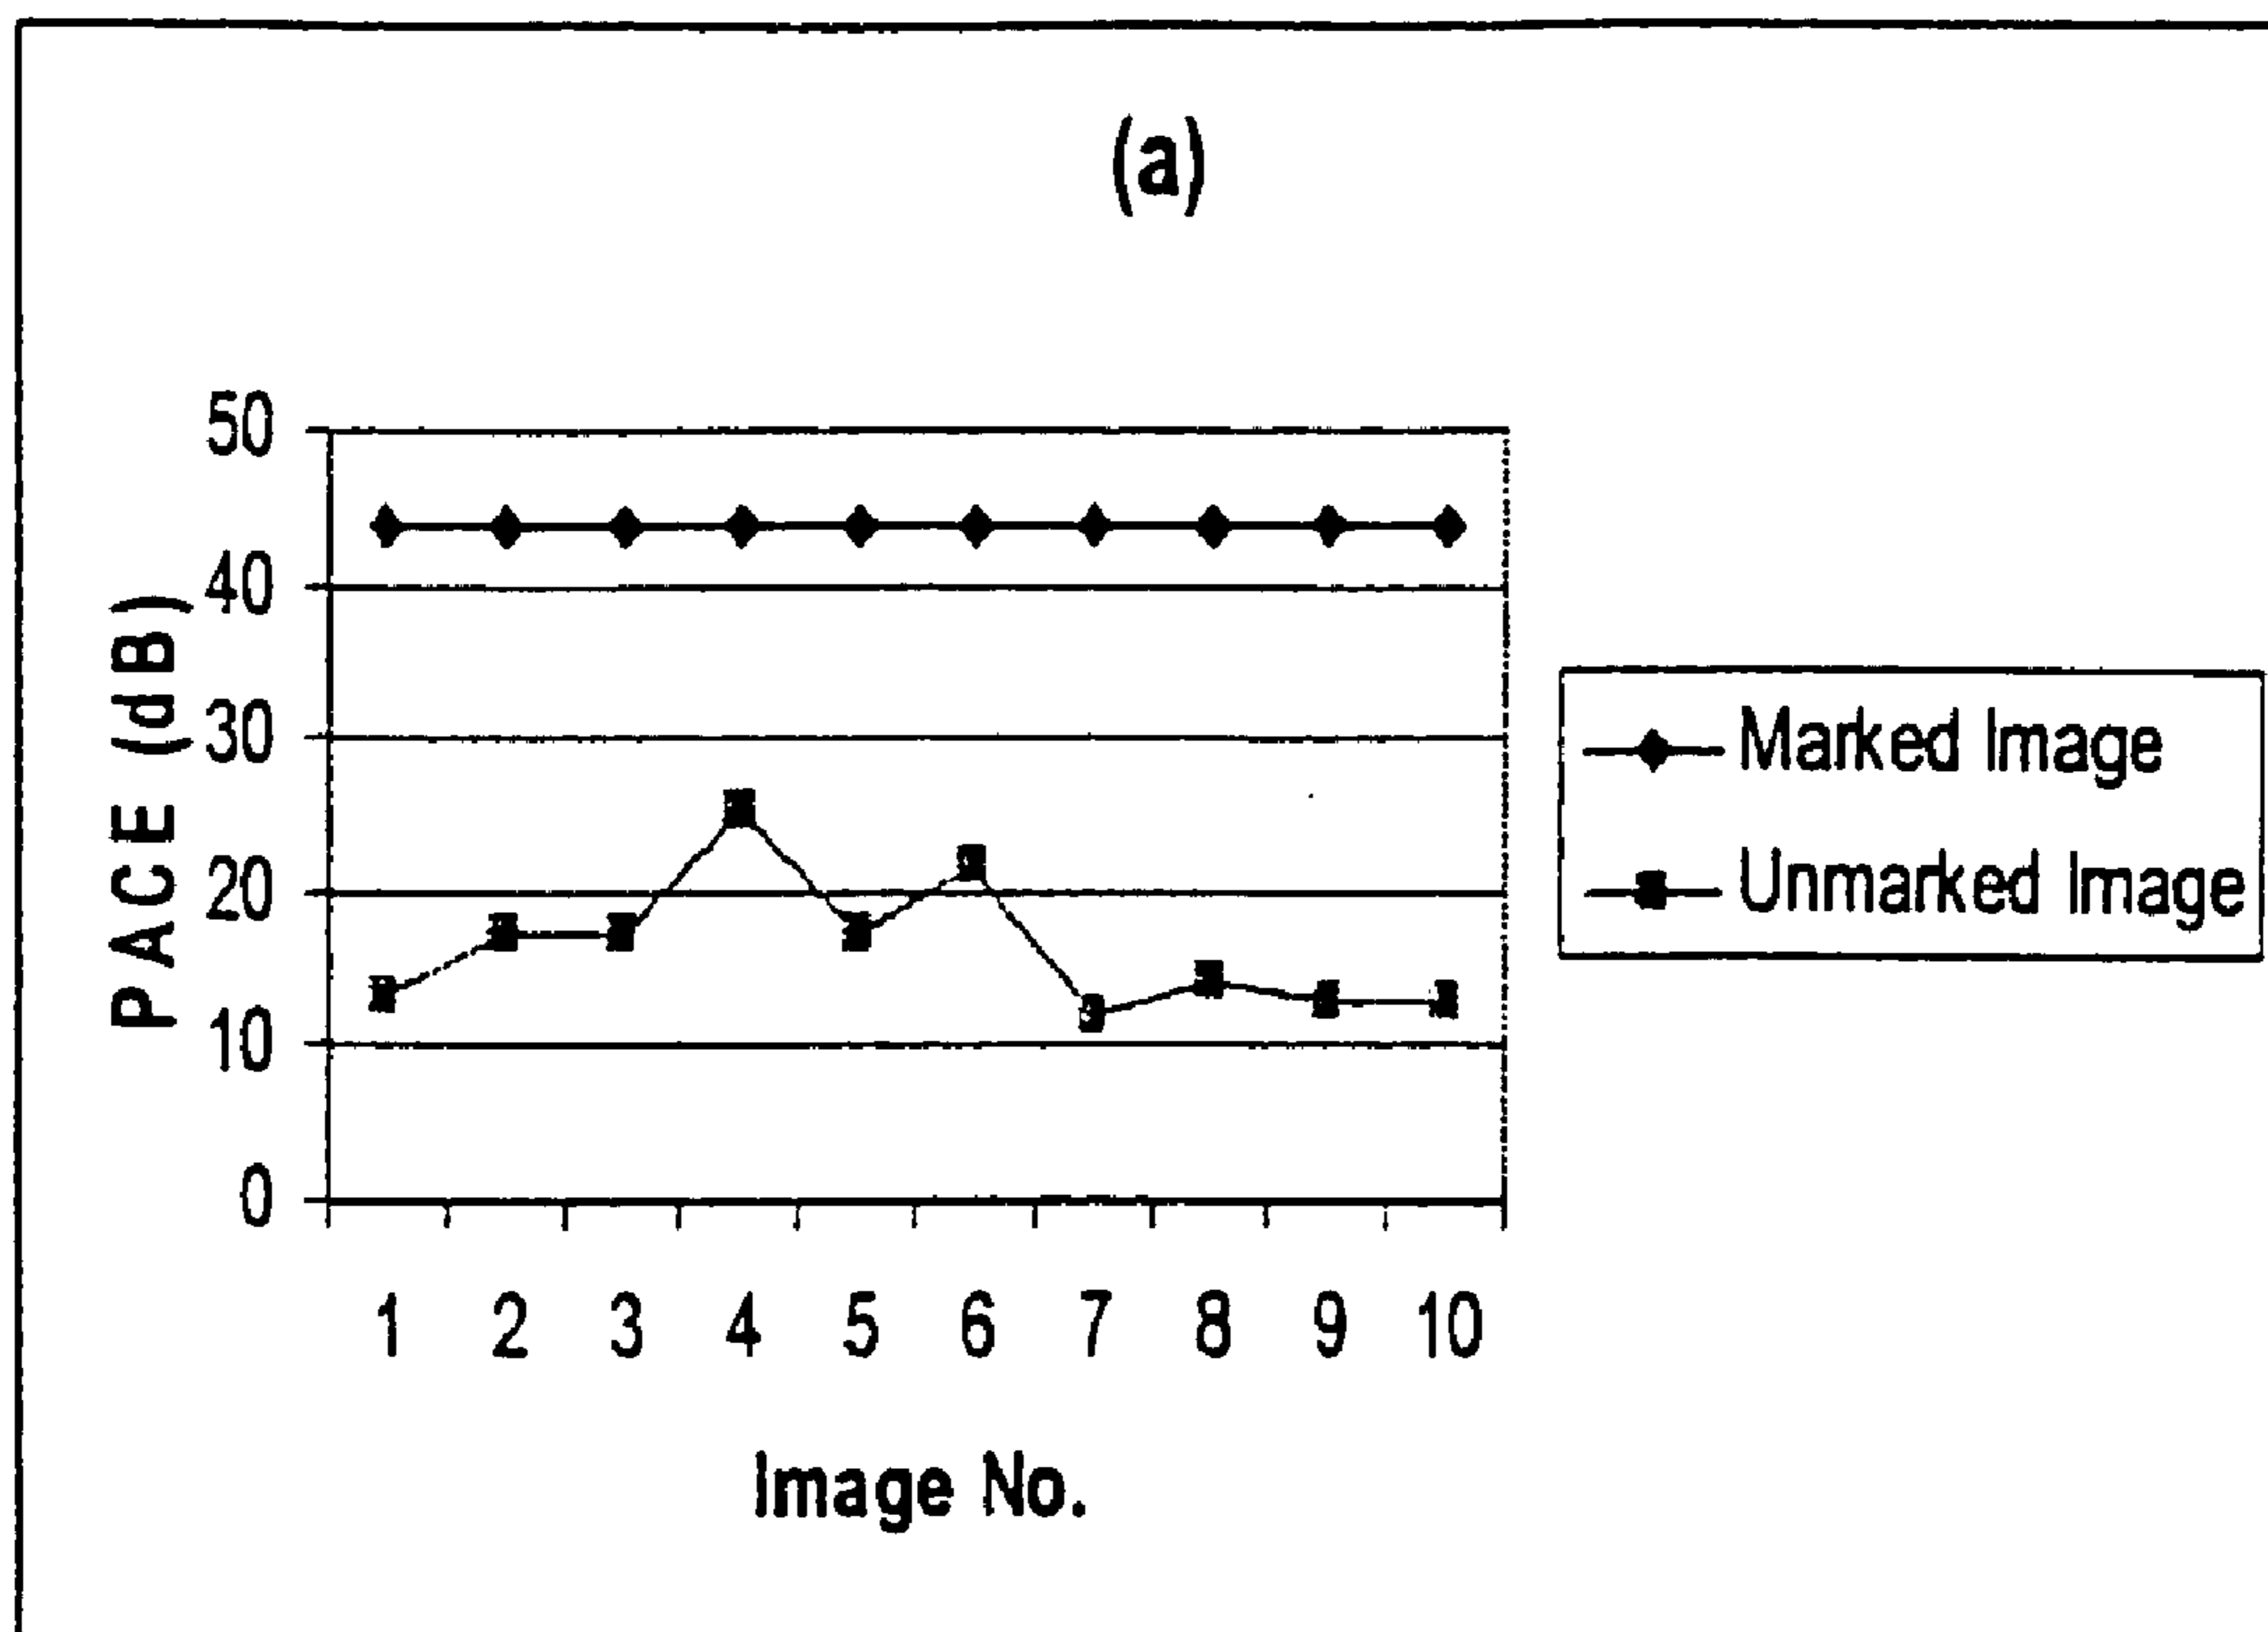 (a)
50
40
30
20
10
0
PACE (dB)
1 2 3 4 5 6 7 8 9 10
Image No.
Marked Image
Unmarked Image